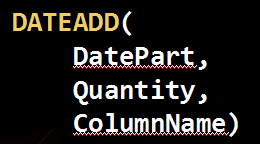 DATEADD(
DatePart,
Quantity,
ColumnName)